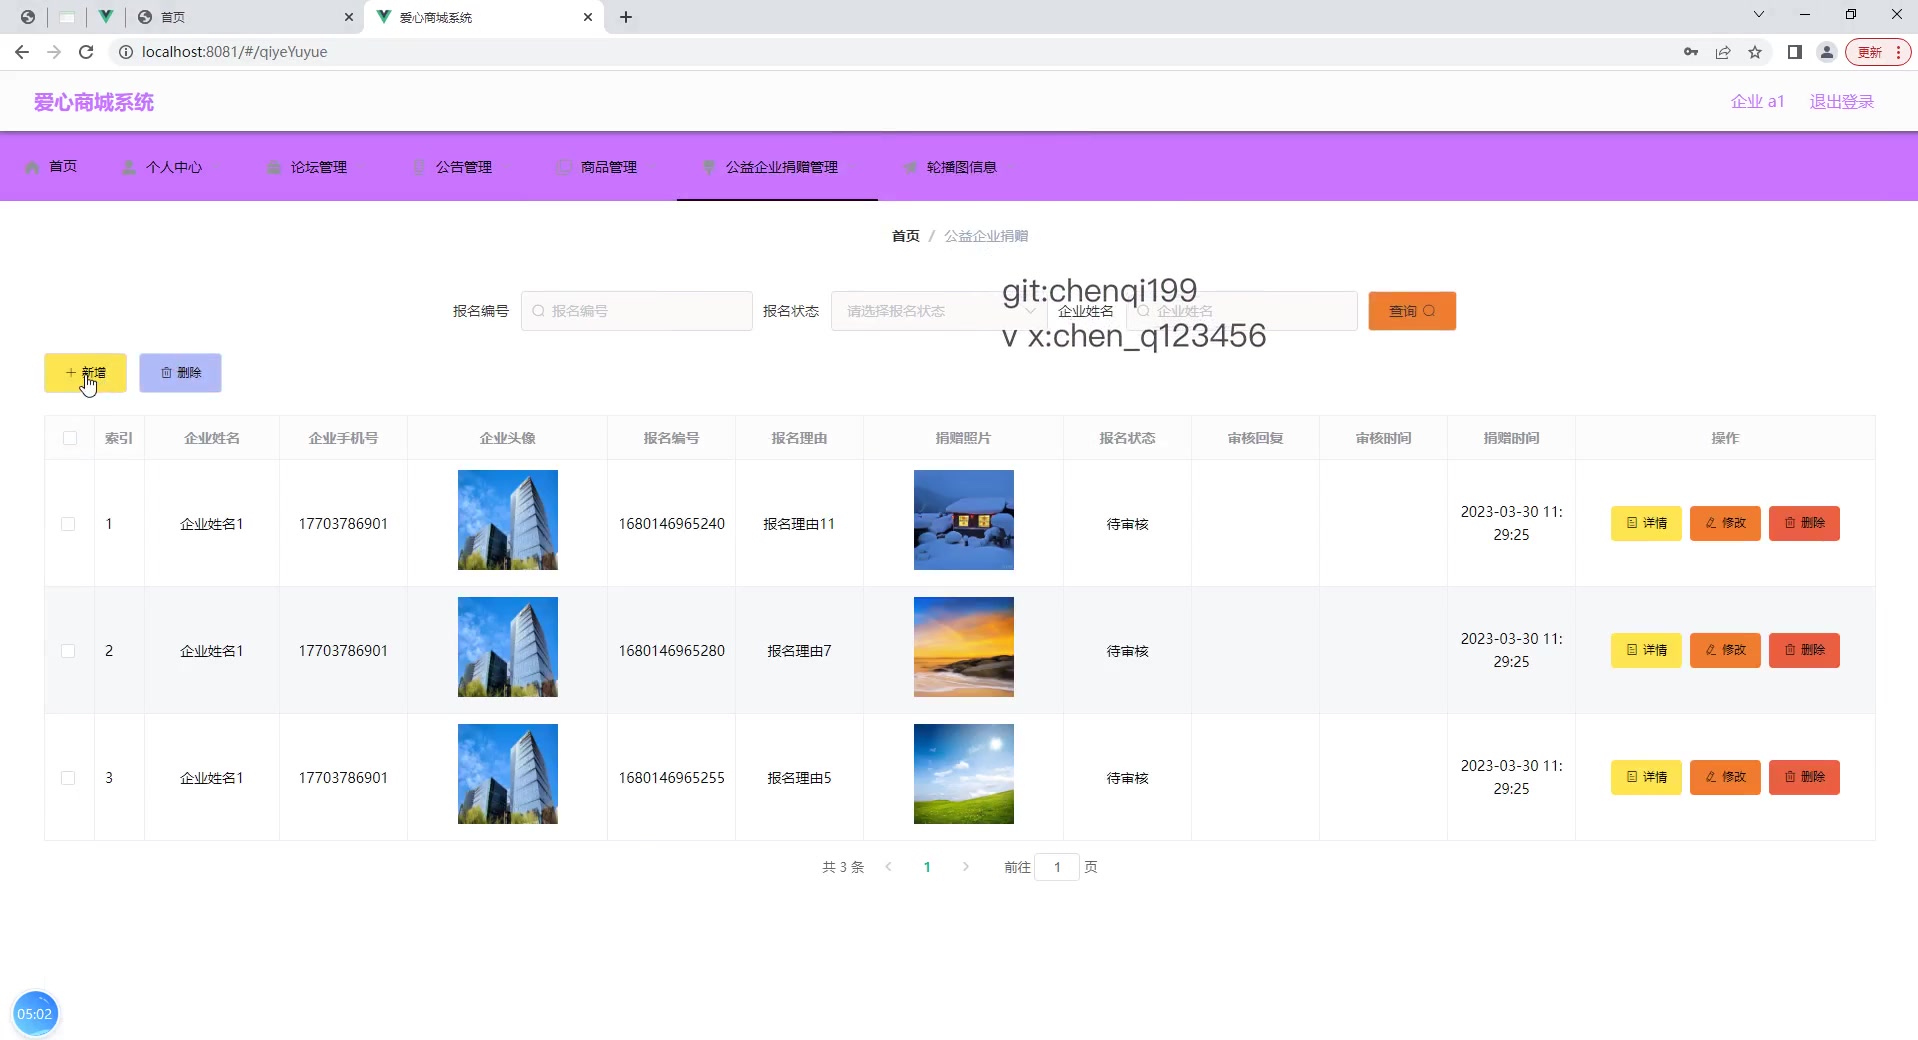 首页
爱心商城系统
localhost:8081/#/qiyeYuyue
更新
爱心商城系统
企业 a1
退出登录
首页
个人中心
论坛管理
公告管理
商品管理
公益企业捐赠管理
轮播图信息
首页 / 公益企业捐赠
报名编号
报名编号
报名状态
请选择报名状态
企业姓名
企业姓名
查询
git:chenqi199
v x:chen_q123456
新增
删除
索引 企业姓名 企业手机号 企业头像 报名编号 报名理由 捐赠照片 报名状态 审核回复 审核时间 捐赠时间 操作
1 企业姓名1 17703786901 1680146965240 报名理由11 待审核 2023-03-30 11:
29:25
详情 修改 删除
2 企业姓名1 17703786901 1680146965280 报名理由7 待审核 2023-03-30 11:
29:25
详情 修改 删除
3 企业姓名1 17703786901 1680146965255 报名理由5 待审核 2023-03-30 11:
29:25
详情 修改 删除
共 3 条 1 前往 1 页
05:02